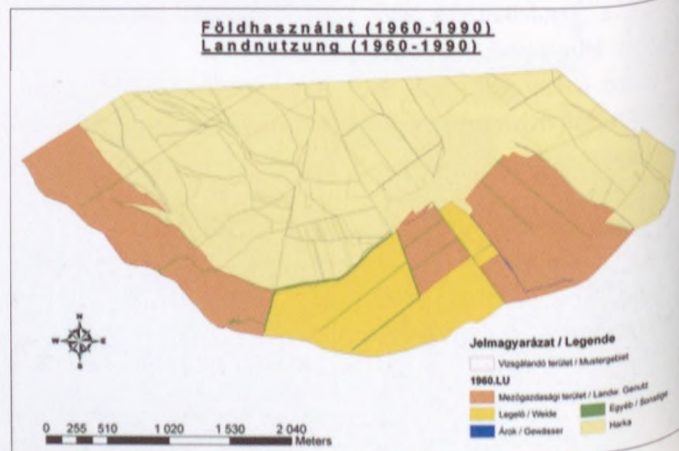 Földhasználat (1960-1990)
Landnutzung (1960-1990)
N
W E
S
Jelmagyarázat / Legende
Vizsgálandó terület / Mustergebiet
1960.LU
Mezőgazdasági terület / Landw. Genutzt
Legelő / Weide
Egyéb / Sonstige
Árok / Gewässer
Harka
0 255 510 1 020 1 530 2 040
Meters